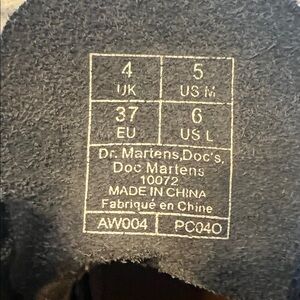 4 5
UK US M
37 6
EU US L
Dr. Martens,Doc's,
Doc Martens
10072
MADE IN CHINA
Fabriqué en Chine
AW004 PC04O